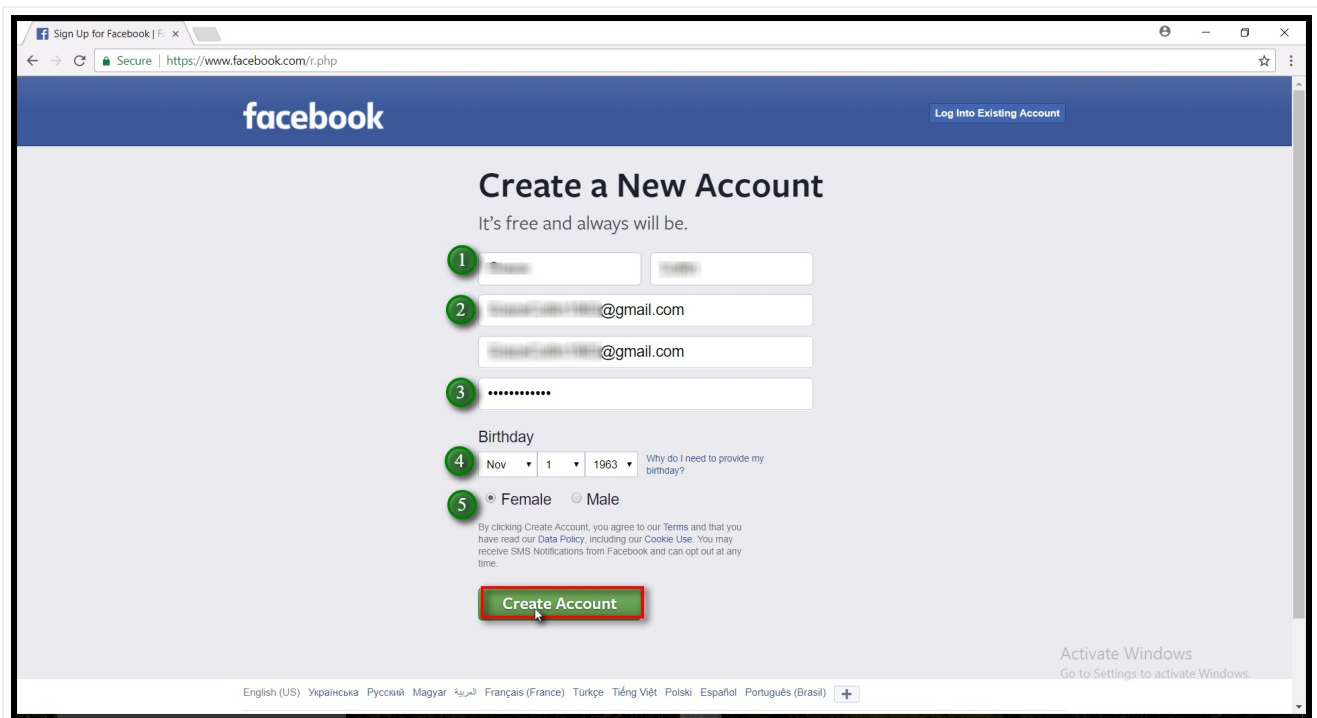 Sign Up for Facebook | Fa
Secure | https://www.facebook.com/r.php
facebook
Log Into Existing Account
Create a New Account
It's free and always will be.
1
2 @gmail.com
@gmail.com
3 ••••••••••••
Birthday
4 Nov 1 1963 Why do I need to provide my
birthday?
5 Female Male
By clicking Create Account, you agree to our Terms and that you
have read our Data Policy, including our Cookie Use. You may
receive SMS Notifications from Facebook and can opt out at any
time.
Create Account
Activate Windows
Go to Settings to activate Windows.
English (US) Українська Русский Magyar العربية Français (France) Türkçe Tiếng Việt Polski Español Português (Brasil) +